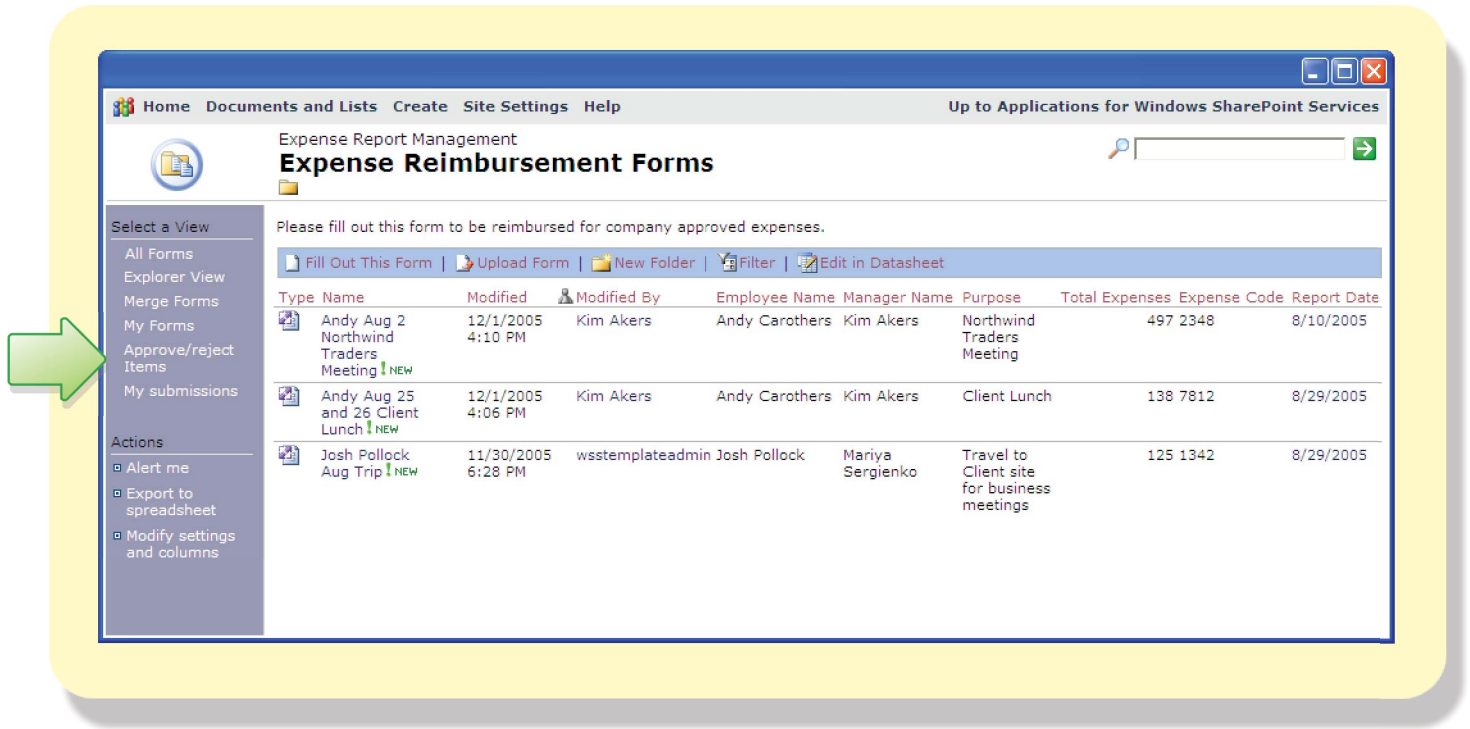 Home Documents and Lists Create Site Settings Help Up to Applications for Windows SharePoint Services
Expense Report Management
Expense Reimbursement Forms
Select a View
All Forms
Explorer View
Merge Forms
My Forms
Approve/reject
Items
My submissions
Actions
Alert me
Export to
spreadsheet
Modify settings
and columns
Please fill out this form to be reimbursed for company approved expenses.
Fill Out This Form | Upload Form | New Folder | Filter | Edit in Datasheet
Type Name Modified Modified By Employee Name Manager Name Purpose Total Expenses Expense Code Report Date
Andy Aug 2 12/1/2005 Kim Akers Andy Carothers Kim Akers Northwind 497 2348 8/10/2005
Northwind 4:10 PM Traders
Traders Meeting
Meeting ! NEW
Andy Aug 25 12/1/2005 Kim Akers Andy Carothers Kim Akers Client Lunch 138 7812 8/29/2005
and 26 Client 4:06 PM
Lunch ! NEW
Josh Pollock 11/30/2005 wsstemplateadmin Josh Pollock Mariya Travel to 125 1342 8/29/2005
Aug Trip ! NEW 6:28 PM Sergienko Client site
for business
meetings